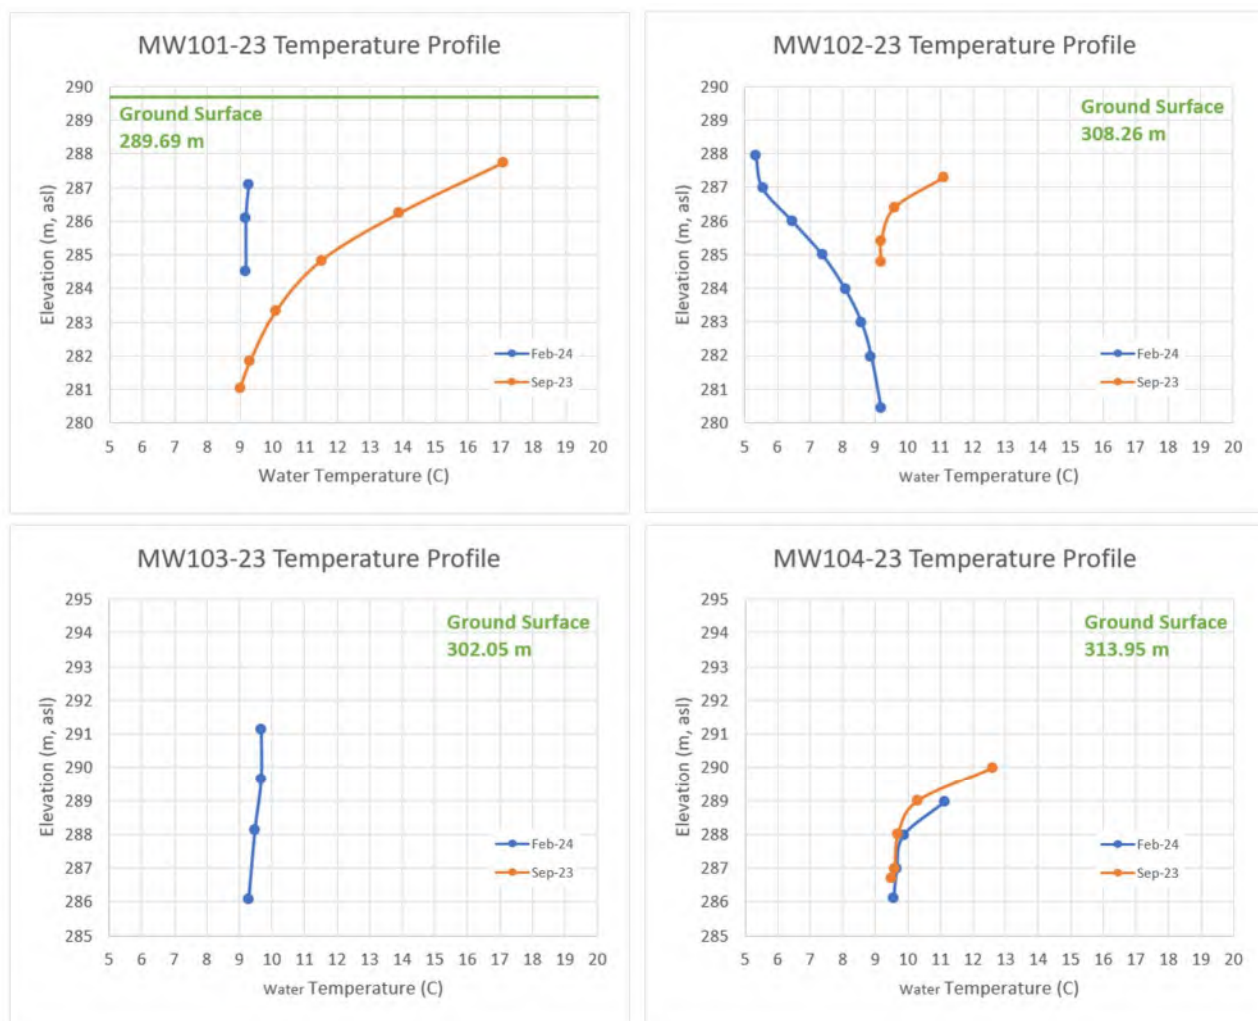 MW101-23 Temperature Profile
290
289
288
287
286
285
284
283
282
281
280
Elevation (m, asl)
Ground Surface
289.69 m
Feb-24
Sep-23
5 6 7 8 9 10 11 12 13 14 15 16 17 18 19 20
Water Temperature (C)
MW102-23 Temperature Profile
290
289
288
287
286
285
284
283
282
281
280
Elevation (m, asl)
Ground Surface
308.26 m
Feb-24
Sep-23
5 6 7 8 9 10 11 12 13 14 15 16 17 18 19 20
Water Temperature (C)
MW103-23 Temperature Profile
295
294
293
292
291
290
289
288
287
286
285
Elevation (m, asl)
Ground Surface
302.05 m
Feb-24
Sep-23
5 6 7 8 9 10 11 12 13 14 15 16 17 18 19 20
Water Temperature (C)
MW104-23 Temperature Profile
295
294
293
292
291
290
289
288
287
286
285
Elevation (m, asl)
Ground Surface
313.95 m
Feb-24
Sep-23
5 6 7 8 9 10 11 12 13 14 15 16 17 18 19 20
Water Temperature (C)